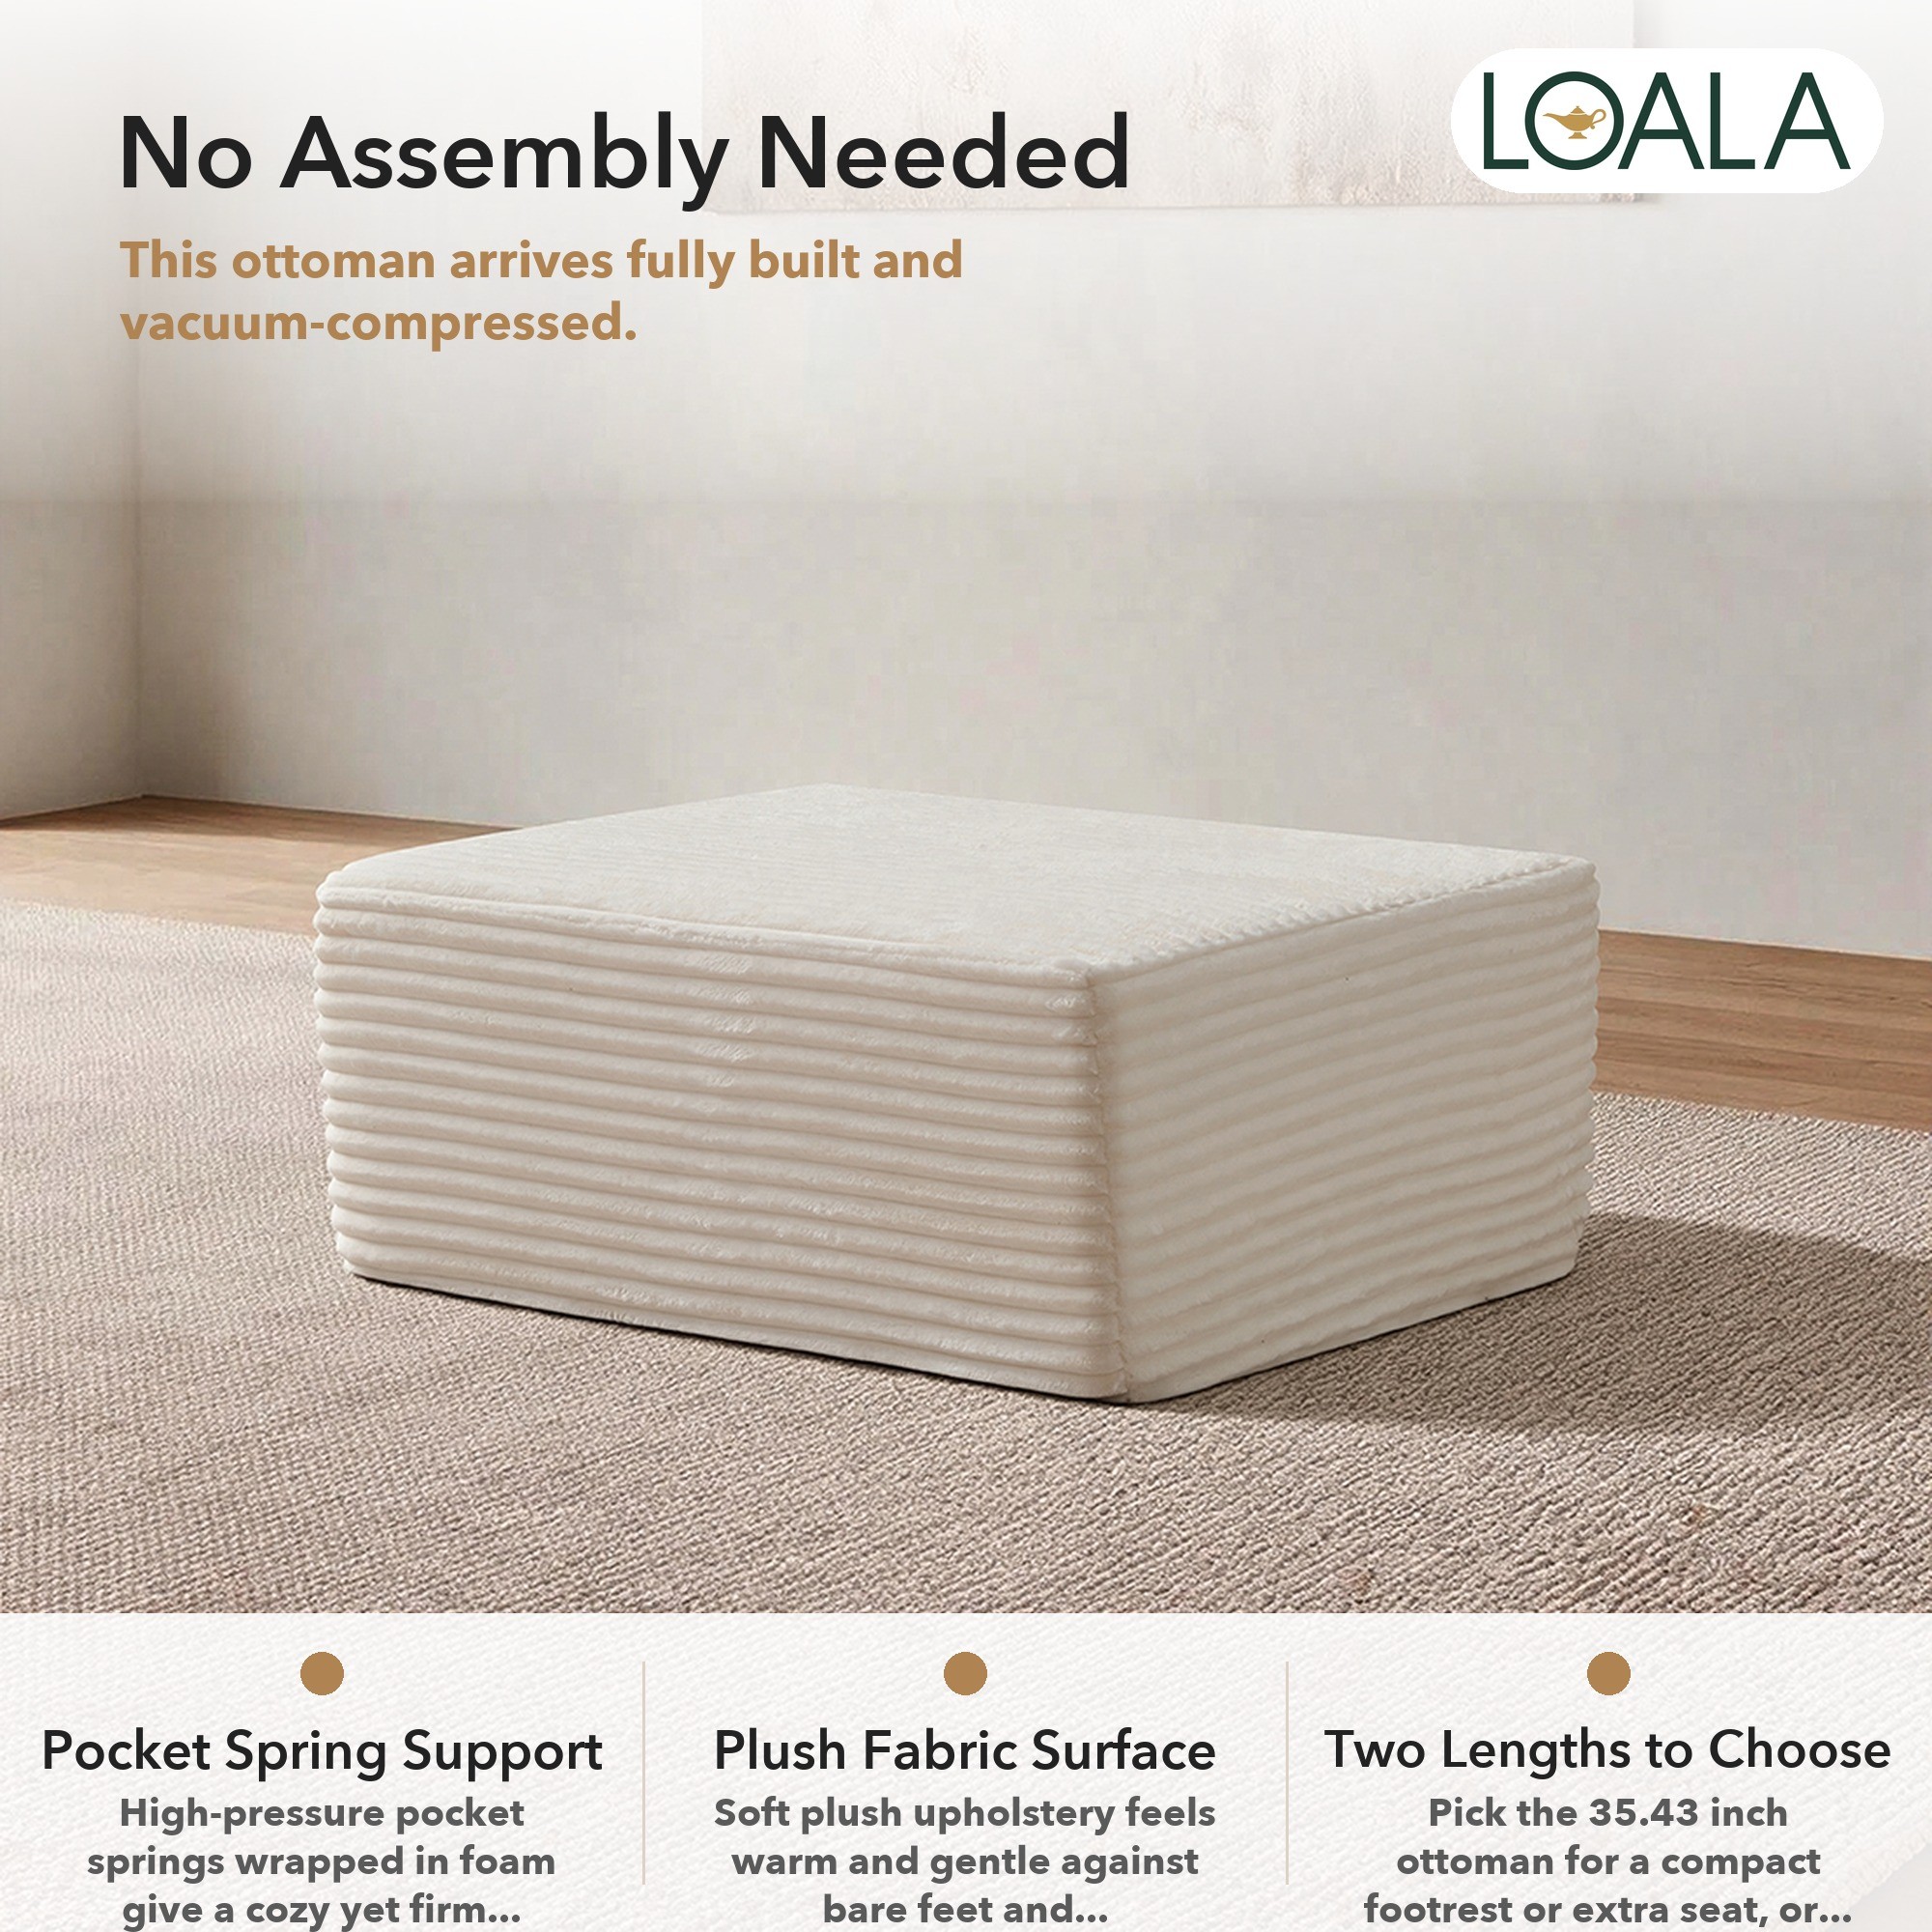 LOALA
No Assembly Needed
This ottoman arrives fully built and
vacuum-compressed.
Pocket Spring Support
High-pressure pocket
springs wrapped in foam
give a cozy yet firm...
Plush Fabric Surface
Soft plush upholstery feels
warm and gentle against
bare feet and...
Two Lengths to Choose
Pick the 35.43 inch
ottoman for a compact
footrest or extra seat, or...